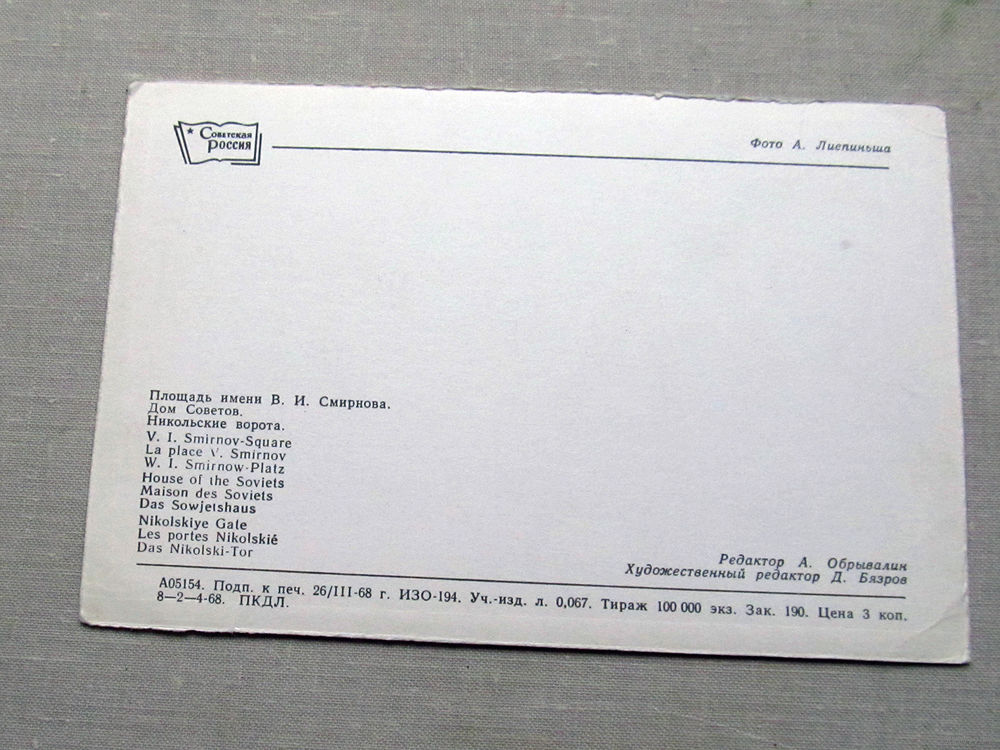 Советская
Россия
Фото А. Лиепиньша
Площадь имени В. И. Смирнова.
Дом Советов.
Никольские ворота.
V. I. Smirnov-Square
La place V. Smirnov
W. I. Smirnow-Platz
House of the Soviets
Maison des Soviets
Das Sowjetshaus
Nikolskiye Gate
Les portes Nikolskié
Das Nikolski-Tor
Редактор А. Обрывалин
Художественный редактор Д. Бязров
А05154. Подп. к печ. 26/III-68 г. ИЗО-194. Уч.-изд. л. 0,067. Тираж 100 000 экз. Зак. 190. Цена 3 коп.
8—2—4-68. ПКДЛ.